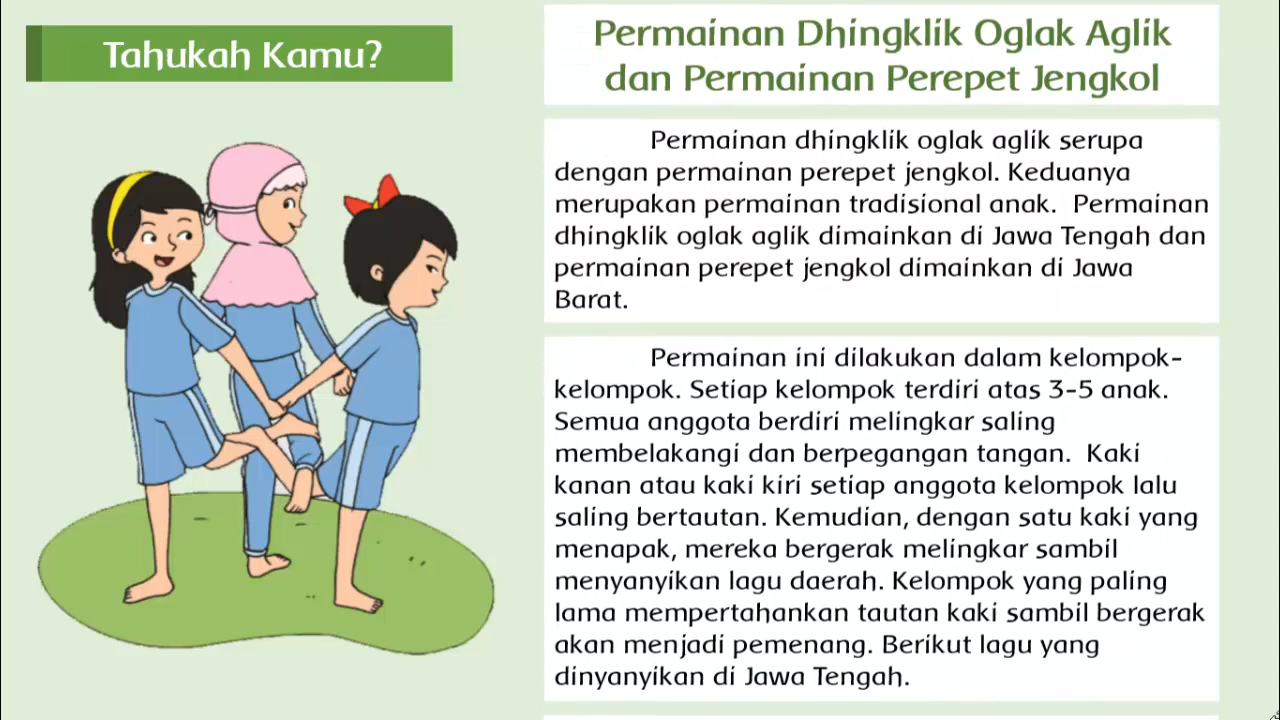 Tahukah Kamu?
Permainan Dhingklik Oglak Aglik
dan Permainan Perepet Jengkol
Permainan dhingklik oglak aglik serupa
dengan permainan perepet jengkol. Keduanya
merupakan permainan tradisional anak. Permainan
dhingklik oglak aglik dimainkan di Jawa Tengah dan
permainan perepet jengkol dimainkan di Jawa
Barat.
Permainan ini dilakukan dalam kelompok-
kelompok. Setiap kelompok terdiri atas 3-5 anak.
Semua anggota berdiri melingkar saling
membelakangi dan berpegangan tangan. Kaki
kanan atau kaki kiri setiap anggota kelompok lalu
saling bertautan. Kemudian, dengan satu kaki yang
menapak, mereka bergerak melingkar sambil
menyanyikan lagu daerah. Kelompok yang paling
lama mempertahankan tautan kaki sambil bergerak
akan menjadi pemenang. Berikut lagu yang
dinyanyikan di Jawa Tengah.